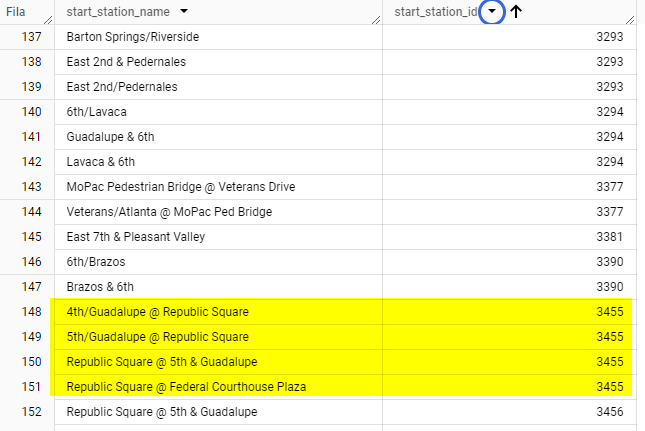 Fila start_station_name start_station_id
137 Barton Springs/Riverside 3293
138 East 2nd & Pedernales 3293
139 East 2nd/Pedernales 3293
140 6th/Lavaca 3294
141 Guadalupe & 6th 3294
142 Lavaca & 6th 3294
143 MoPac Pedestrian Bridge @ Veterans Drive 3377
144 Veterans/Atlanta @ MoPac Ped Bridge 3377
145 East 7th & Pleasant Valley 3381
146 6th/Brazos 3390
147 Brazos & 6th 3390
148 4th/Guadalupe @ Republic Square 3455
149 5th/Guadalupe @ Republic Square 3455
150 Republic Square @ 5th & Guadalupe 3455
151 Republic Square @ Federal Courthouse Plaza 3455
152 Republic Square @ 5th & Guadalupe 3456